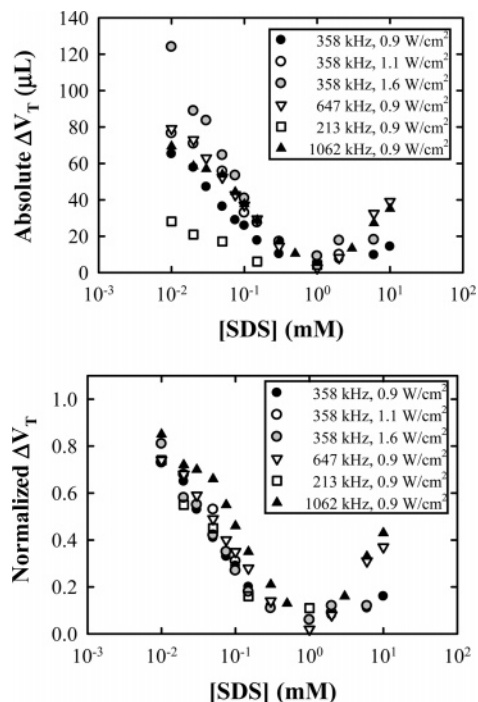 140
120
100
80
60
40
20
0
Absolute ΔV_T (μL)
358 kHz, 0.9 W/cm²
358 kHz, 1.1 W/cm²
358 kHz, 1.6 W/cm²
647 kHz, 0.9 W/cm²
213 kHz, 0.9 W/cm²
1062 kHz, 0.9 W/cm²
10⁻³ 10⁻² 10⁻¹ 10⁰ 10¹ 10²
[SDS] (mM)
1.0
0.8
0.6
0.4
0.2
0.0
Normalized ΔV_T
358 kHz, 0.9 W/cm²
358 kHz, 1.1 W/cm²
358 kHz, 1.6 W/cm²
647 kHz, 0.9 W/cm²
213 kHz, 0.9 W/cm²
1062 kHz, 0.9 W/cm²
10⁻³ 10⁻² 10⁻¹ 10⁰ 10¹ 10²
[SDS] (mM)